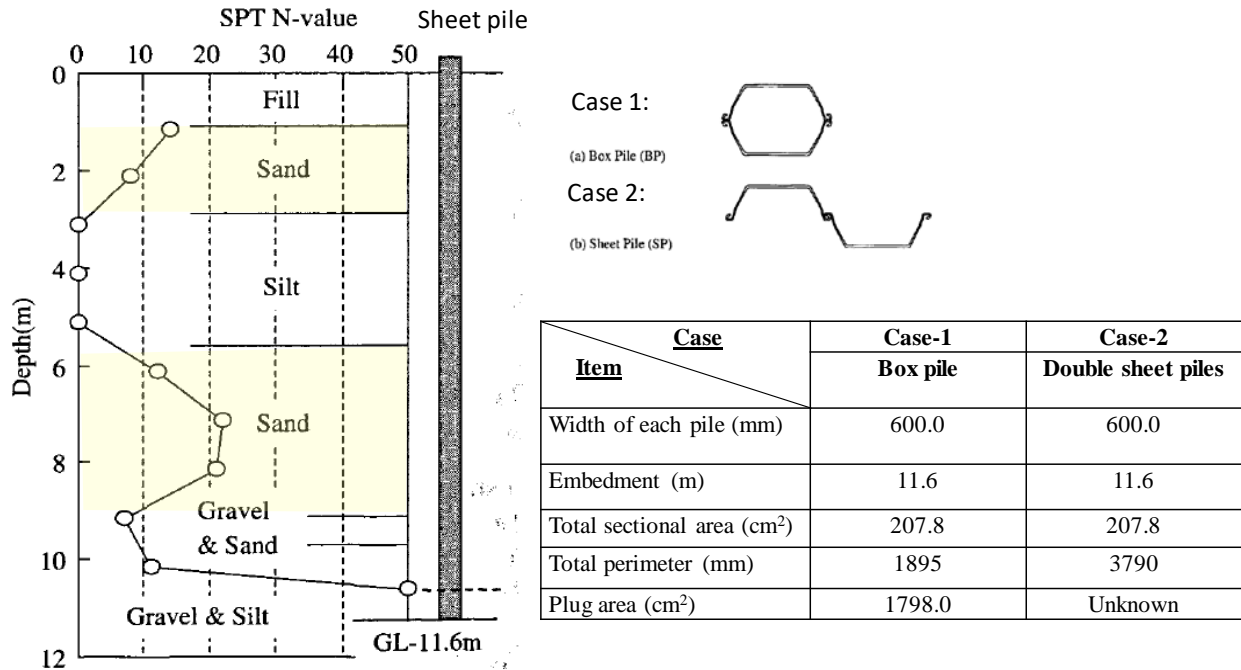 SPT N-value
Sheet pile
0 10 20 30 40 50
0
2
4
6
8
10
12
Depth(m)
Fill
Sand
Silt
Sand
Gravel
& Sand
Gravel & Silt
GL-11.6m
Case 1:
(a) Box Pile (BP)
Case 2:
(b) Sheet Pile (SP)
Case Case-1 Case-2
Item Box pile Double sheet piles
Width of each pile (mm) 600.0 600.0
Embedment (m) 11.6 11.6
Total sectional area (cm²) 207.8 207.8
Total perimeter (mm) 1895 3790
Plug area (cm²) 1798.0 Unknown